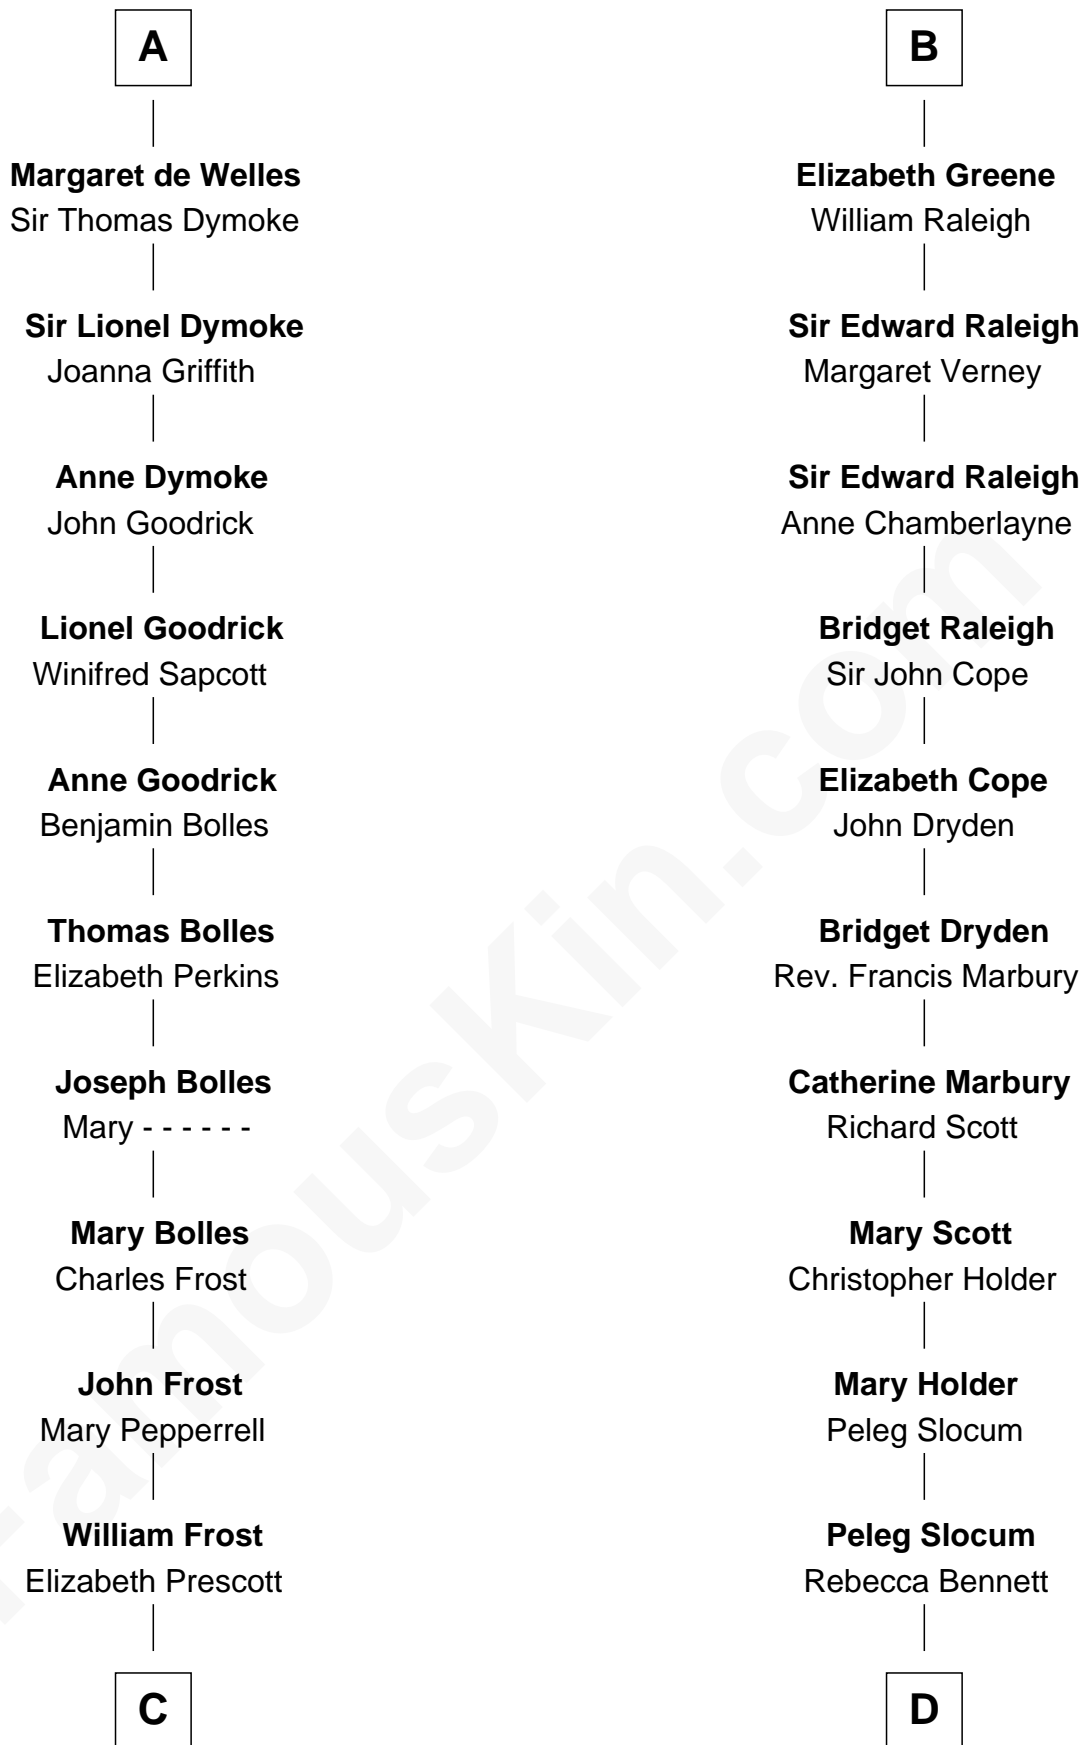 A
Margaret de Welles
Sir Thomas Dymoke
Sir Lionel Dymoke
Joanna Griffith
Anne Dymoke
John Goodrick
Lionel Goodrick
Winifred Sapcott
Anne Goodrick
Benjamin Bolles
Thomas Bolles
Elizabeth Perkins
Joseph Bolles
Mary - - - - - -
Mary Bolles
Charles Frost
John Frost
Mary Pepperrell
William Frost
Elizabeth Prescott
C
B
Elizabeth Greene
William Raleigh
Sir Edward Raleigh
Margaret Verney
Sir Edward Raleigh
Anne Chamberlayne
Bridget Raleigh
Sir John Cope
Elizabeth Cope
John Dryden
Bridget Dryden
Rev. Francis Marbury
Catherine Marbury
Richard Scott
Mary Scott
Christopher Holder
Mary Holder
Peleg Slocum
Peleg Slocum
Rebecca Bennett
D
FamousKin.com